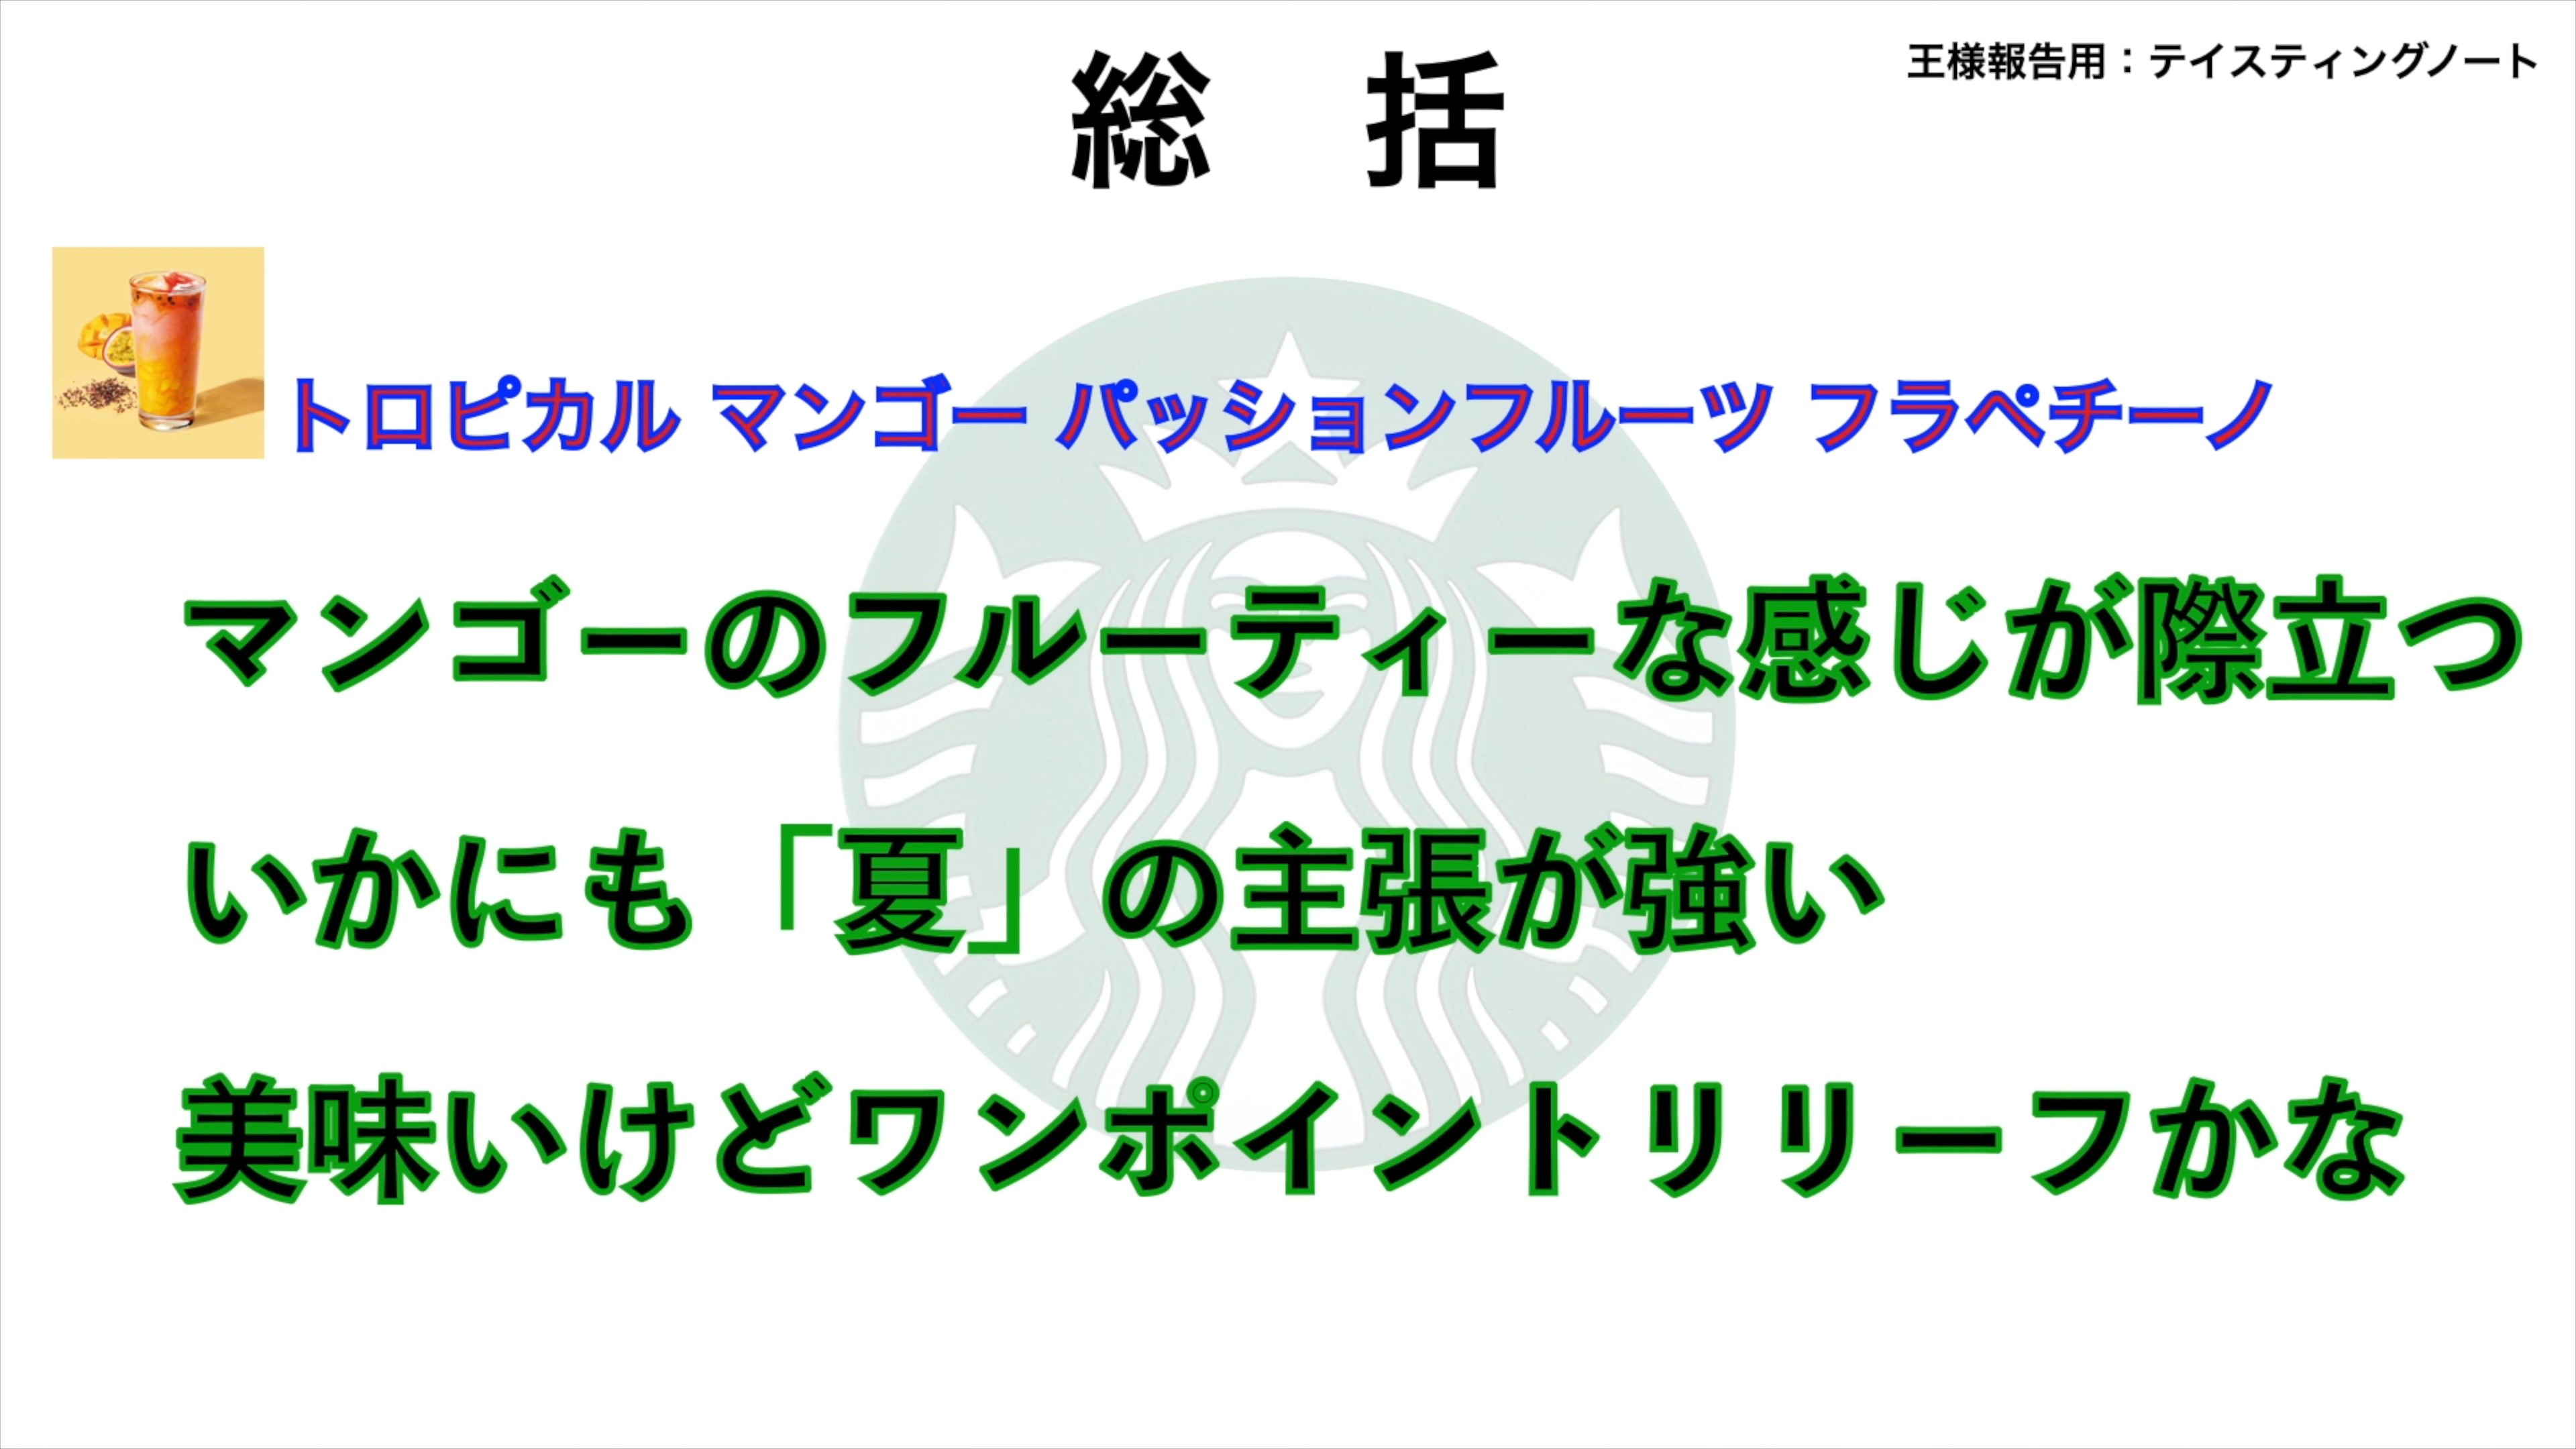 総　括
王様報告用：テイスティングノート
トロピカル マンゴー パッションフルーツ フラペチーノ
マンゴーのフルーティーな感じが際立つ
いかにも「夏」の主張が強い
美味いけどワンポイントリリーフかな